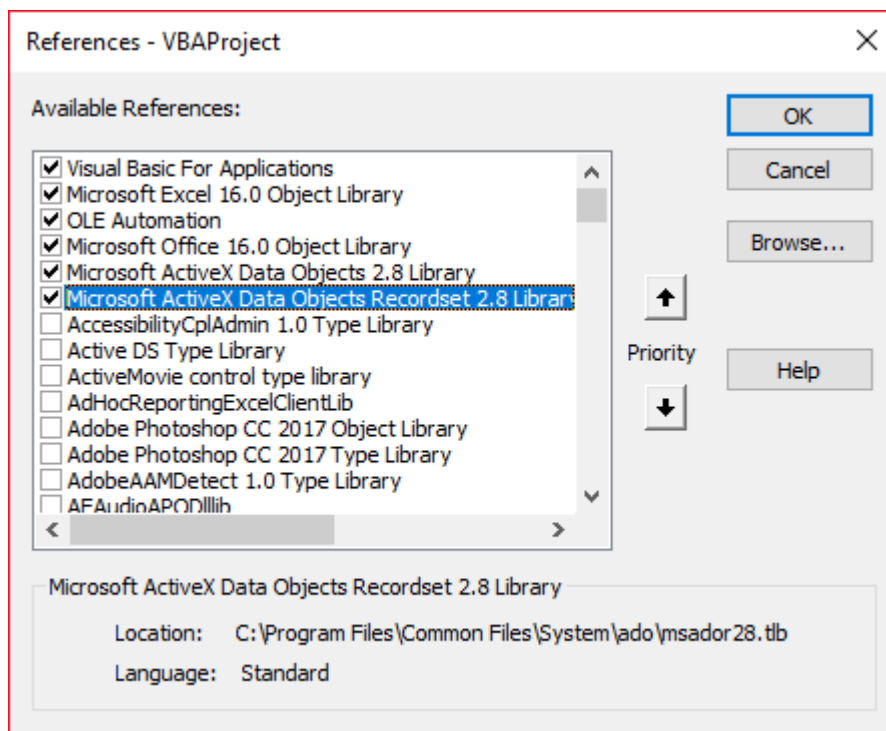 References - VBAProject
Available References:
Visual Basic For Applications
Microsoft Excel 16.0 Object Library
OLE Automation
Microsoft Office 16.0 Object Library
Microsoft ActiveX Data Objects 2.8 Library
Microsoft ActiveX Data Objects Recordset 2.8 Librar
AccessibilityCplAdmin 1.0 Type Library
Active DS Type Library
ActiveMovie control type library
AdHocReportingExcelClientLib
Adobe Photoshop CC 2017 Object Library
Adobe Photoshop CC 2017 Type Library
AdobeAAMDetect 1.0 Type Library
OK
Cancel
Browse...
Priority
Help
Microsoft ActiveX Data Objects Recordset 2.8 Library
Location: C:\Program Files\Common Files\System\ado\msador28.tlb
Language: Standard